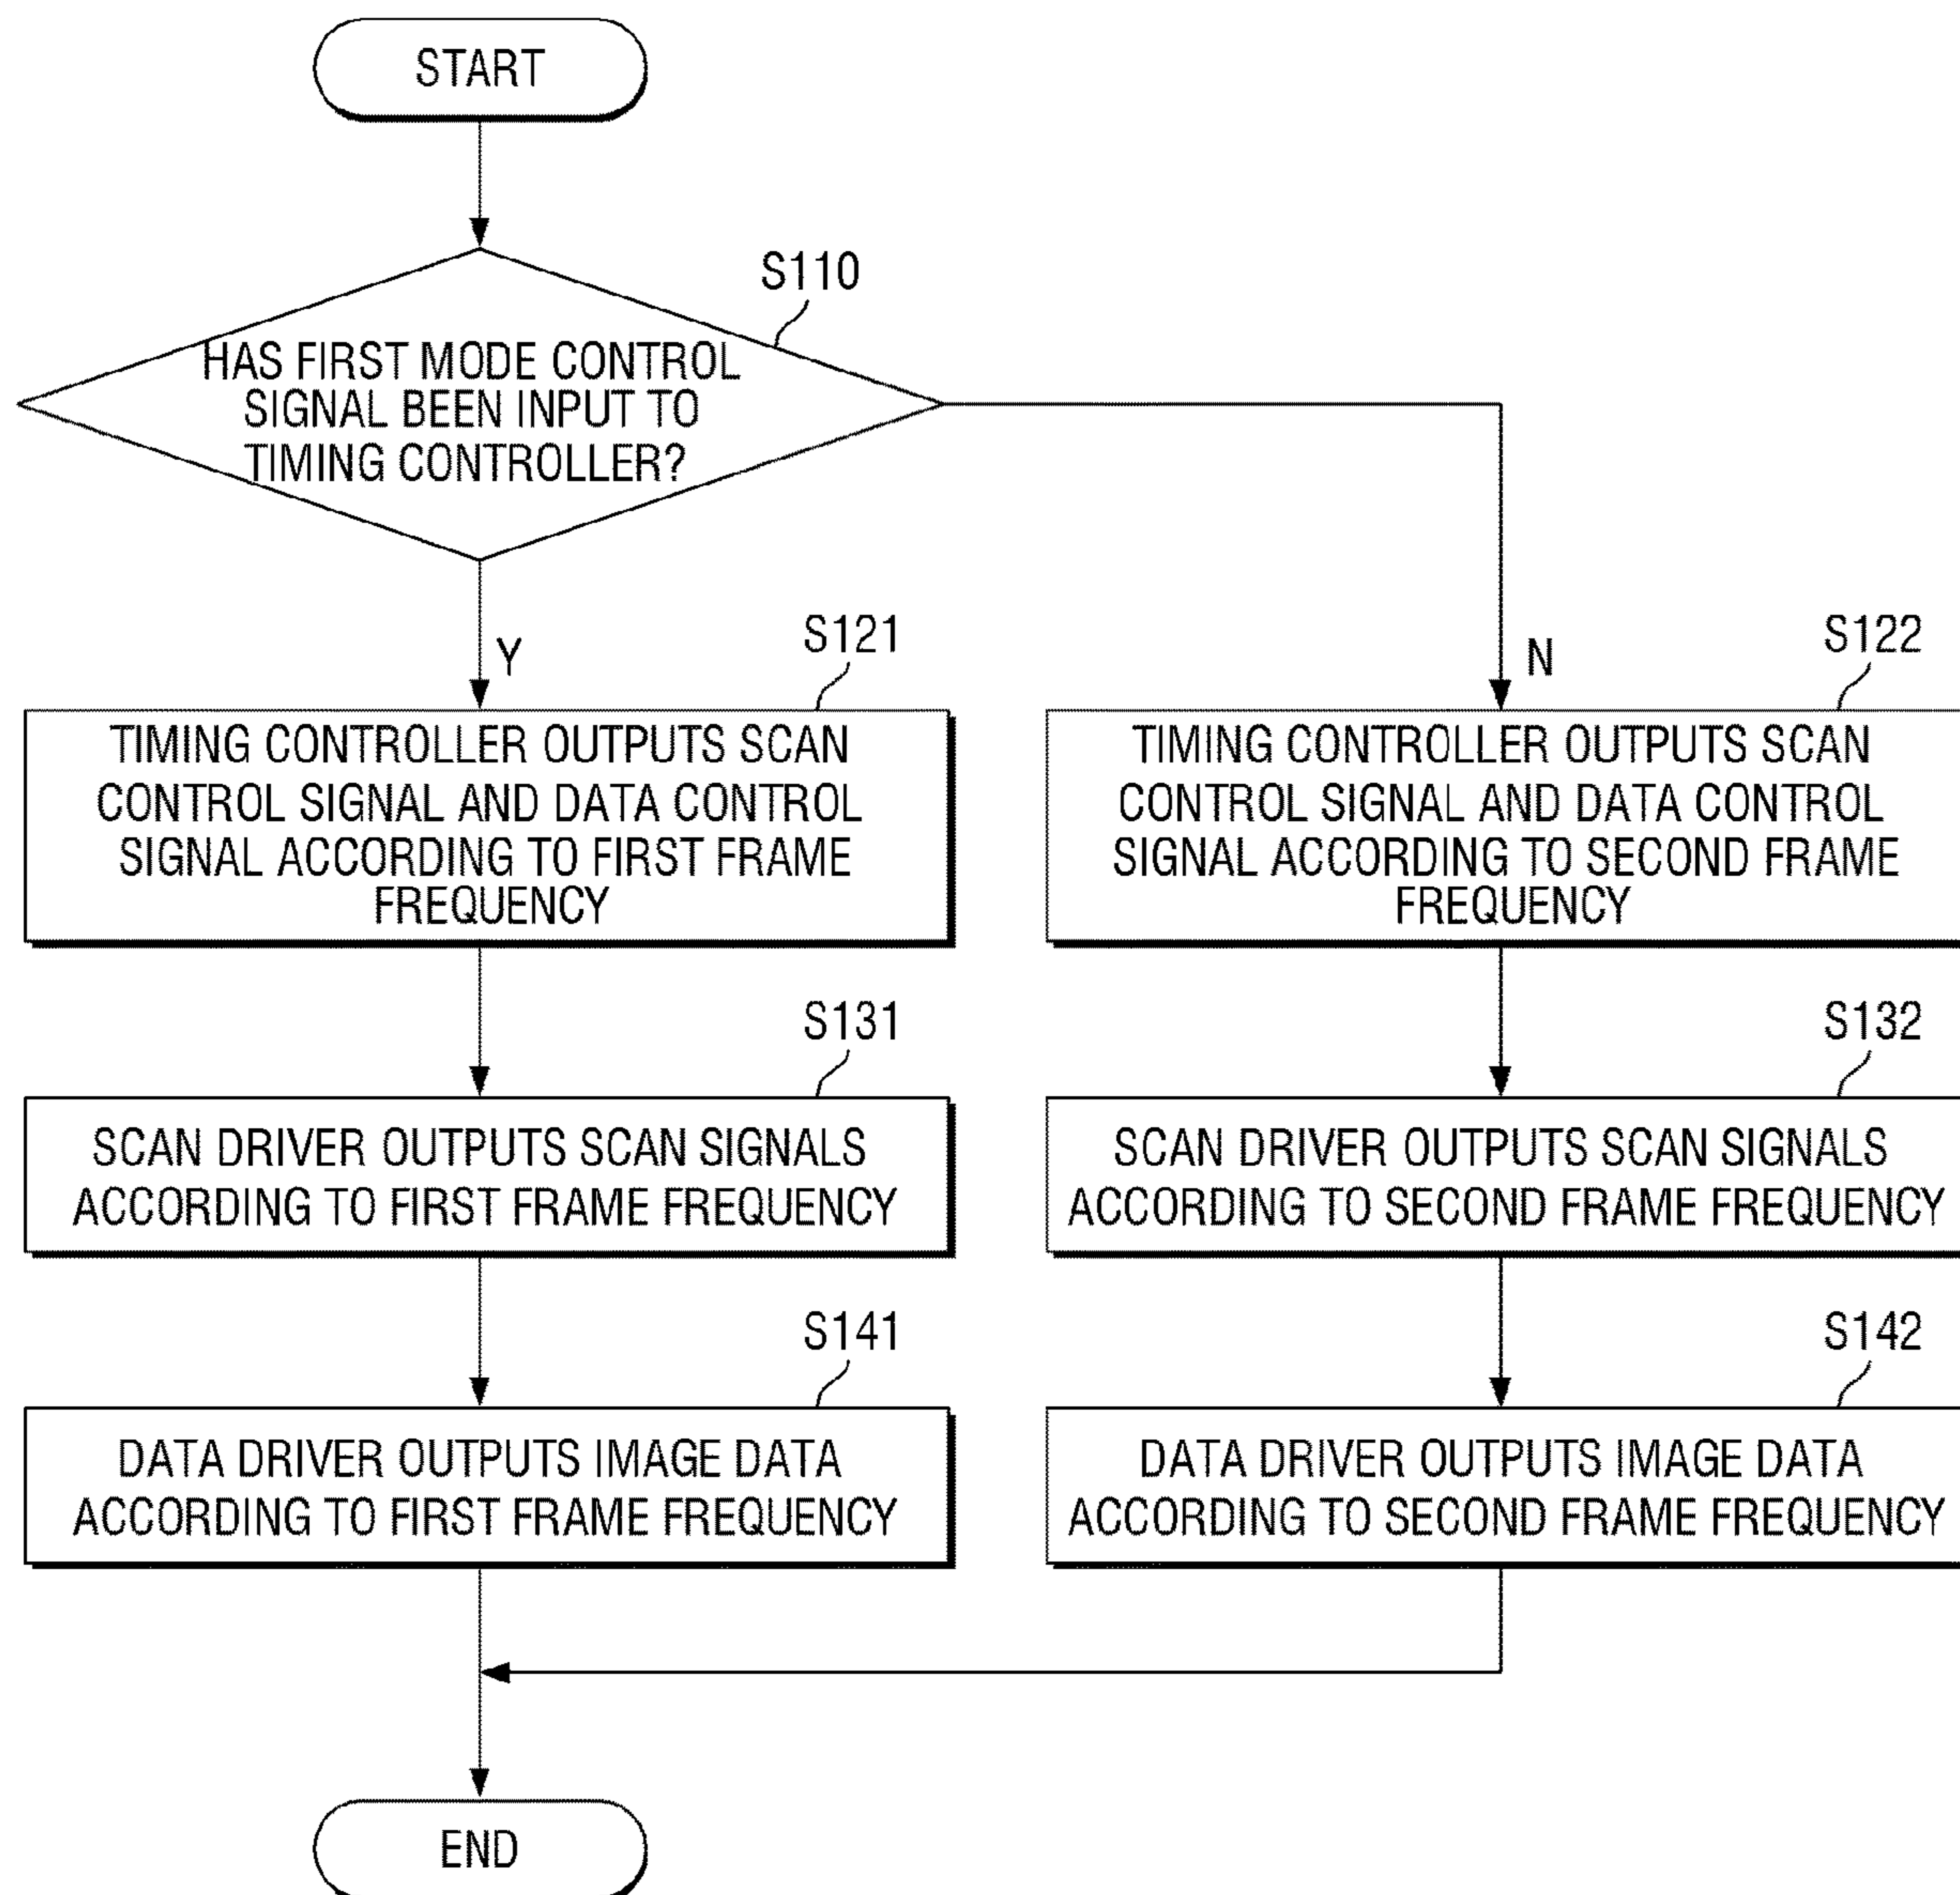 START
S110
HAS FIRST MODE CONTROL
SIGNAL BEEN INPUT TO
TIMING CONTROLLER?
Y
N
S121
TIMING CONTROLLER OUTPUTS SCAN
CONTROL SIGNAL AND DATA CONTROL
SIGNAL ACCORDING TO FIRST FRAME
FREQUENCY
S122
TIMING CONTROLLER OUTPUTS SCAN
CONTROL SIGNAL AND DATA CONTROL
SIGNAL ACCORDING TO SECOND FRAME
FREQUENCY
S131
SCAN DRIVER OUTPUTS SCAN SIGNALS
ACCORDING TO FIRST FRAME FREQUENCY
S132
SCAN DRIVER OUTPUTS SCAN SIGNALS
ACCORDING TO SECOND FRAME FREQUENCY
S141
DATA DRIVER OUTPUTS IMAGE DATA
ACCORDING TO FIRST FRAME FREQUENCY
S142
DATA DRIVER OUTPUTS IMAGE DATA
ACCORDING TO SECOND FRAME FREQUENCY
END